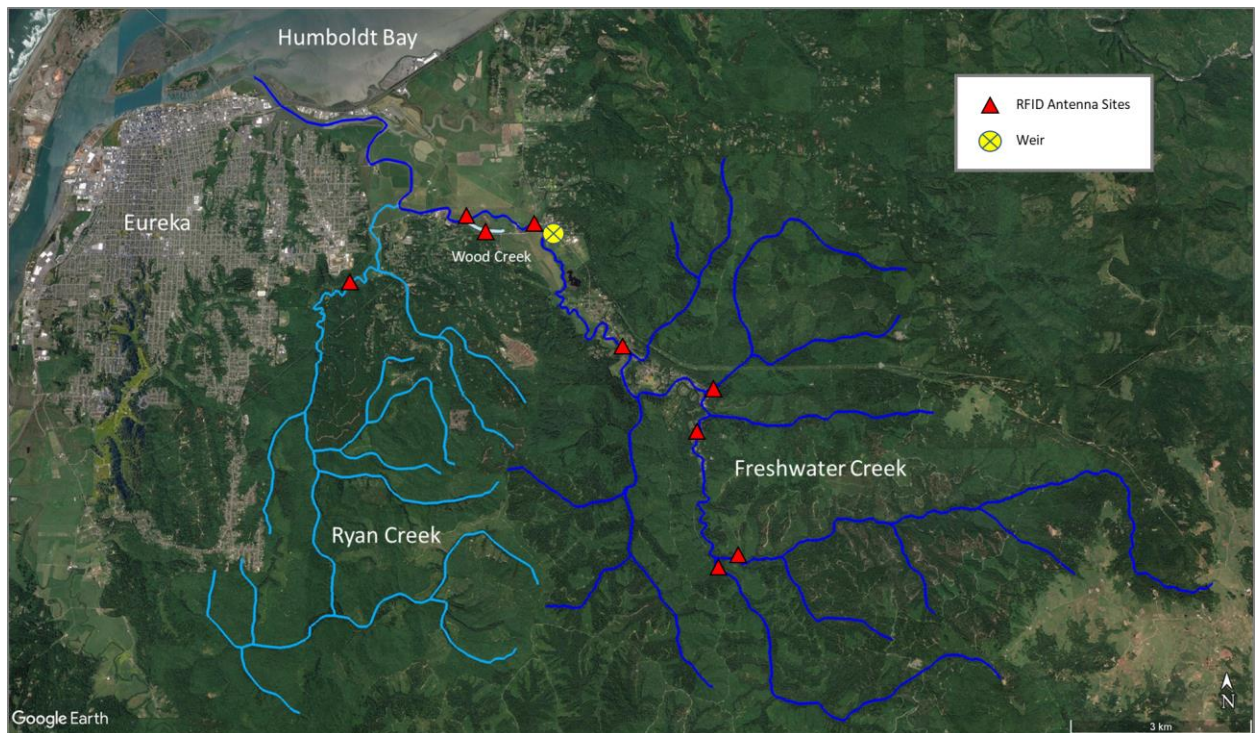 Humboldt Bay
RFID Antenna Sites
Weir
Eureka
Wood Creek
Freshwater Creek
Ryan Creek
N
Google Earth
3 km